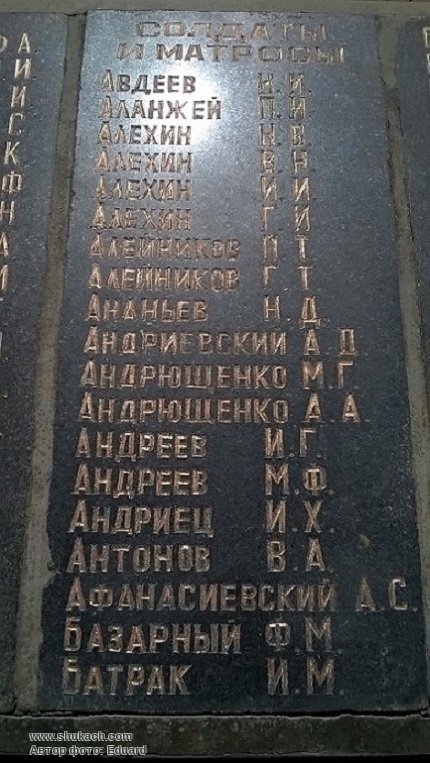 СОЛДАТЫ
И МАТРОСЫ
АВДЕЕВ Н.И.
АЛАНЖЕЙ П.И.
АЛЕХИН
АЛЕХИН В.Н.
АЛЕХИН И.И.
АЛЕХИН Г.И.
АЛЕЙНИКОВ П.Т.
АЛЕЙНИКОВ Г.Т.
АНАНЬЕВ Н.Д.
АНДРИЕВСКИЙ А.Д.
АНДРЮЩЕНКО М.Г.
АНДРЮЩЕНКО А.А.
АНДРЕЕВ И.Г.
АНДРЕЕВ М.Ф.
АНДРИЕЦ И.Х.
АНТОНОВ В.А.
АФАНАСИЕВСКИЙ А.С.
БАЗАРНЫЙ Ф.М.
БАТРАК И.М.
www.shukach.com
Автор фото: Eduard